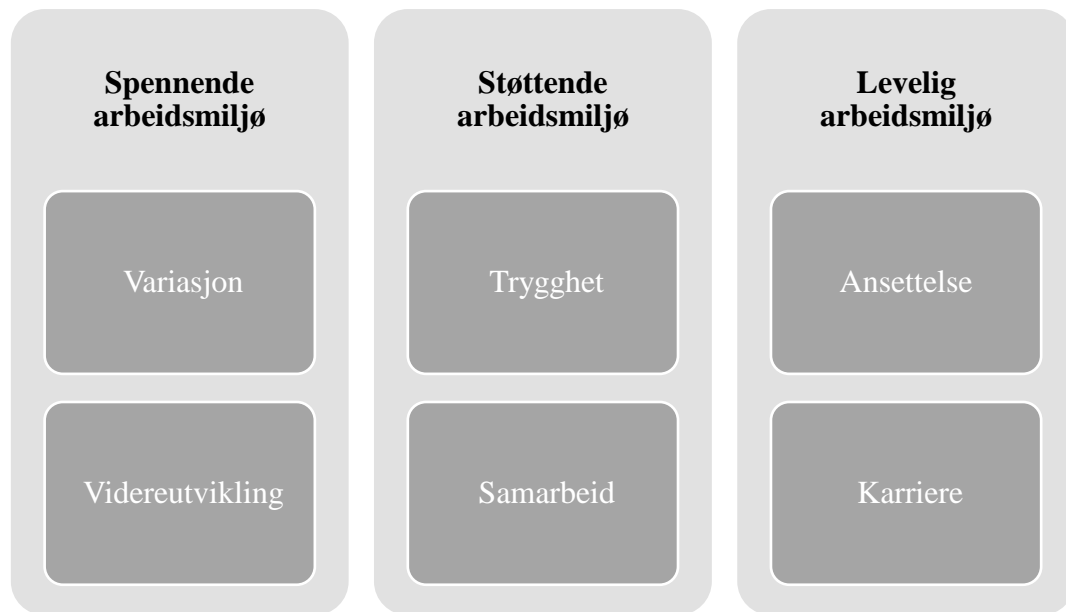 Spennende
arbeidsmiljø
Variasjon
Videreutvikling
Støttende
arbeidsmiljø
Trygghet
Samarbeid
Levelig
arbeidsmiljø
Ansettelse
Karriere